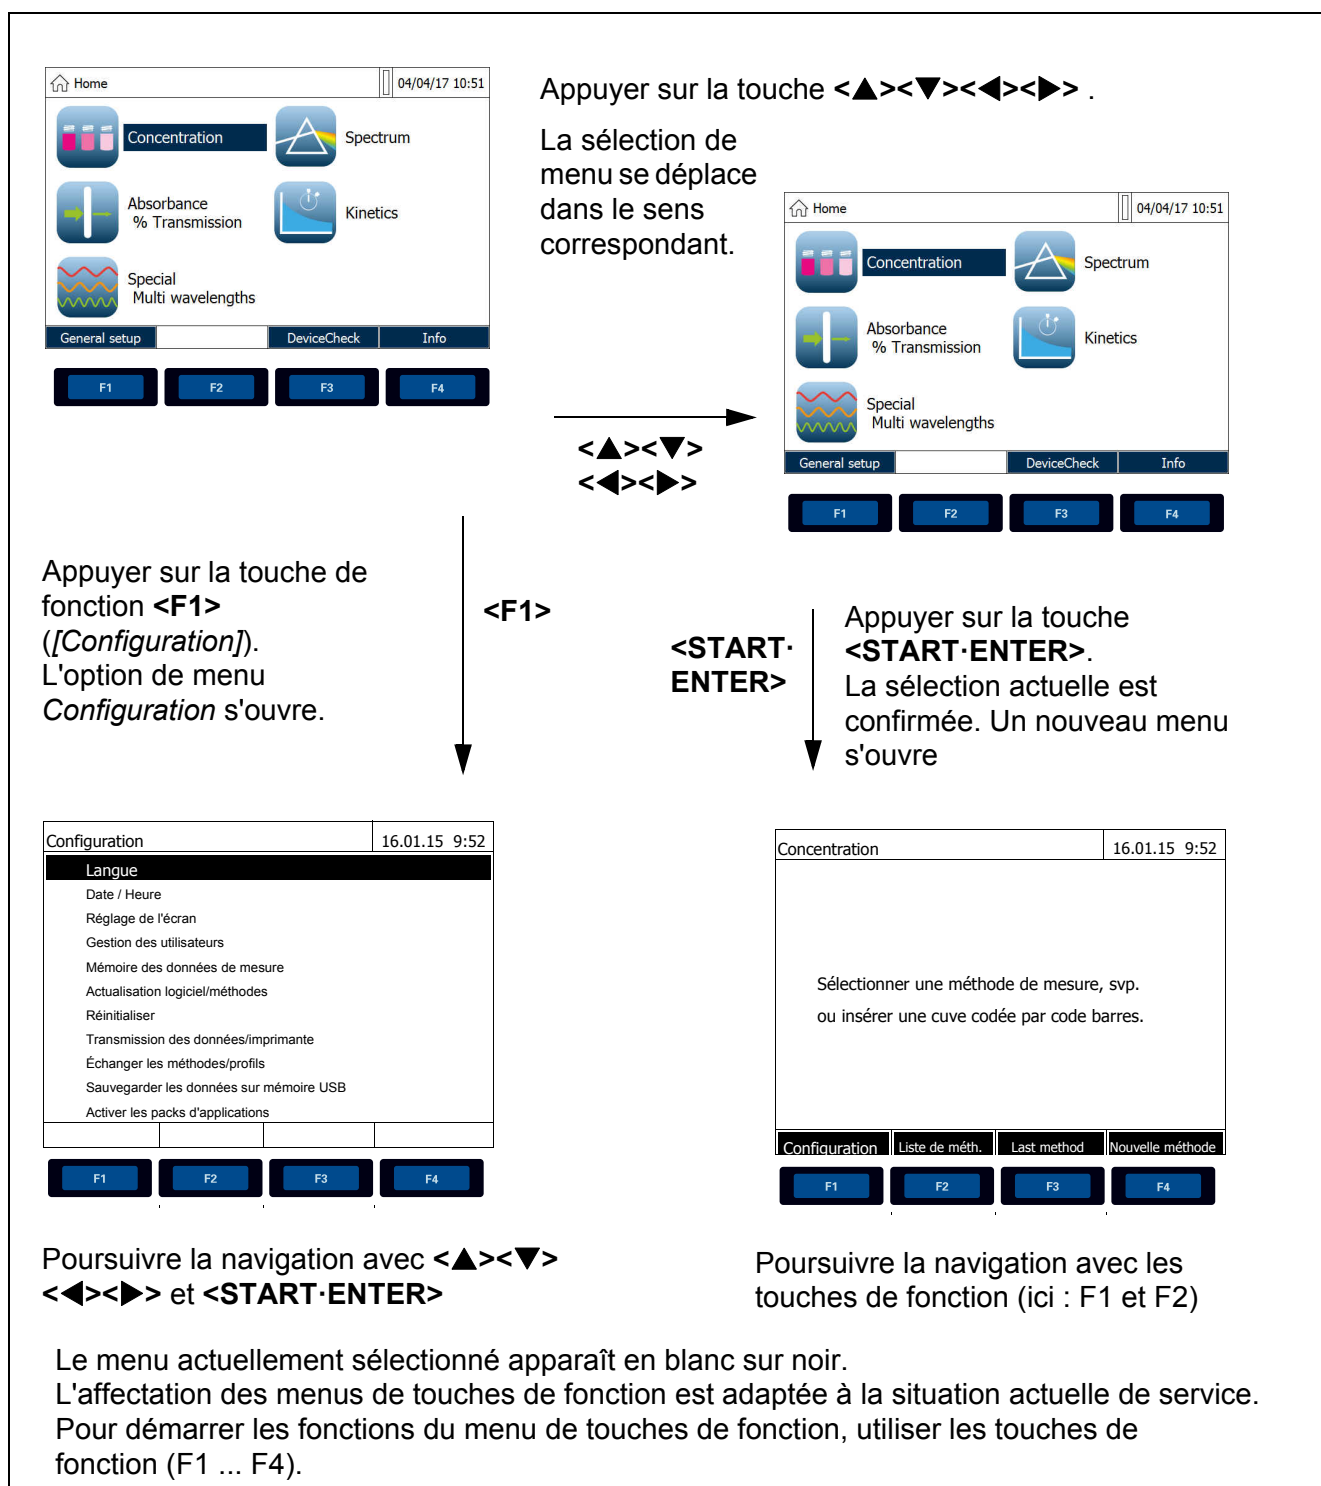 Home 04/04/17 10:51
Concentration Spectrum
Absorbance
% Transmission
Kinetics
Special
Multi wavelengths
General setup DeviceCheck Info
F1 F2 F3 F4
Appuyer sur la touche <▲><▼><◀><▶> .
La sélection de
menu se déplace
dans le sens
correspondant.
Home 04/04/17 10:51
Concentration Spectrum
Absorbance
% Transmission
Kinetics
Special
Multi wavelengths
General setup DeviceCheck Info
F1 F2 F3 F4
<▲><▼>
<◀><▶>
Appuyer sur la touche de
fonction <F1>
([Configuration]).
L'option de menu
Configuration s'ouvre.
<F1>
<START·
ENTER>
Appuyer sur la touche
<START·ENTER>.
La sélection actuelle est
confirmée. Un nouveau menu
s'ouvre
Configuration 16.01.15 9:52
Langue
Date / Heure
Réglage de l'écran
Gestion des utilisateurs
Mémoire des données de mesure
Actualisation logiciel/méthodes
Réinitialiser
Transmission des données/imprimante
Échanger les méthodes/profils
Sauvegarder les données sur mémoire USB
Activer les packs d'applications
F1 F2 F3 F4
Concentration 16.01.15 9:52
Sélectionner une méthode de mesure, svp.
ou insérer une cuve codée par code barres.
Configuration Liste de méth. Last method Nouvelle méthode
F1 F2 F3 F4
Poursuivre la navigation avec <▲><▼>
<◀><▶> et <START·ENTER>
Poursuivre la navigation avec les
touches de fonction (ici : F1 et F2)
Le menu actuellement sélectionné apparaît en blanc sur noir.
L'affectation des menus de touches de fonction est adaptée à la situation actuelle de service.
Pour démarrer les fonctions du menu de touches de fonction, utiliser les touches de
fonction (F1 ... F4).